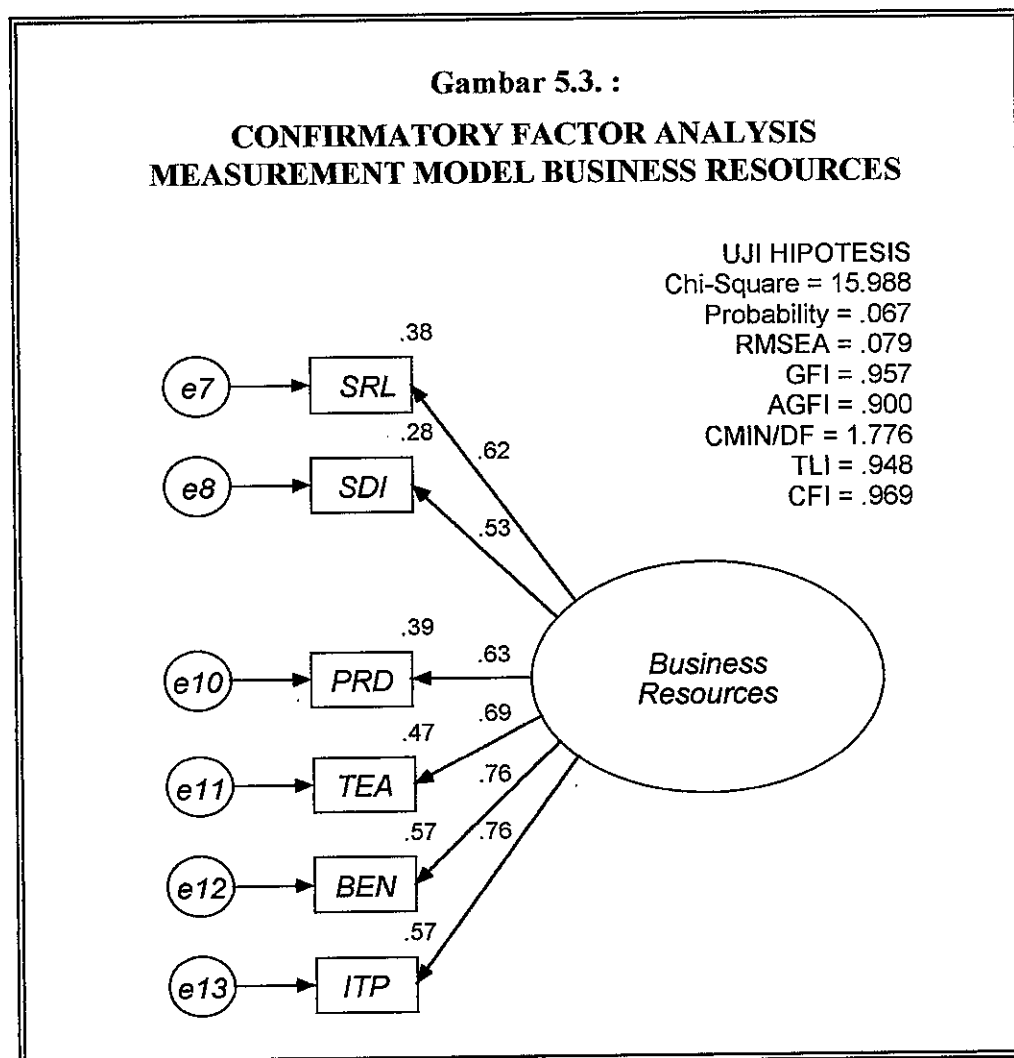 Gambar 5.3. :
CONFIRMATORY FACTOR ANALYSIS
MEASUREMENT MODEL BUSINESS RESOURCES
UJI HIPOTESIS
Chi-Square = 15.988
Probability = .067
RMSEA = .079
GFI = .957
AGFI = .900
CMIN/DF = 1.776
TLI = .948
CFI = .969
.38
e7 SRL
.28
.62
e8 SDI
.53
.39
e10 PRD
.63
Business
Resources
.47
.69
e11 TEA
.76
.57
.76
e12 BEN
.57
e13 ITP